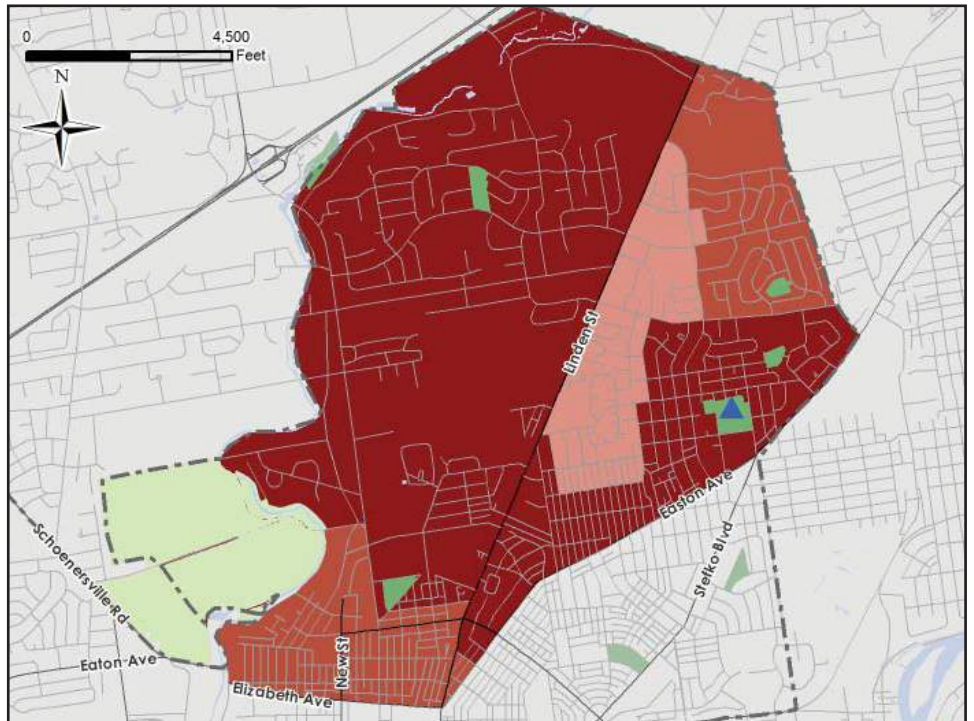 0 4,500
Feet
N
Linden St
Easton Ave
Stefko Blvd
Schoenersville Rd
Eaton Ave
New St
Elizabeth Ave